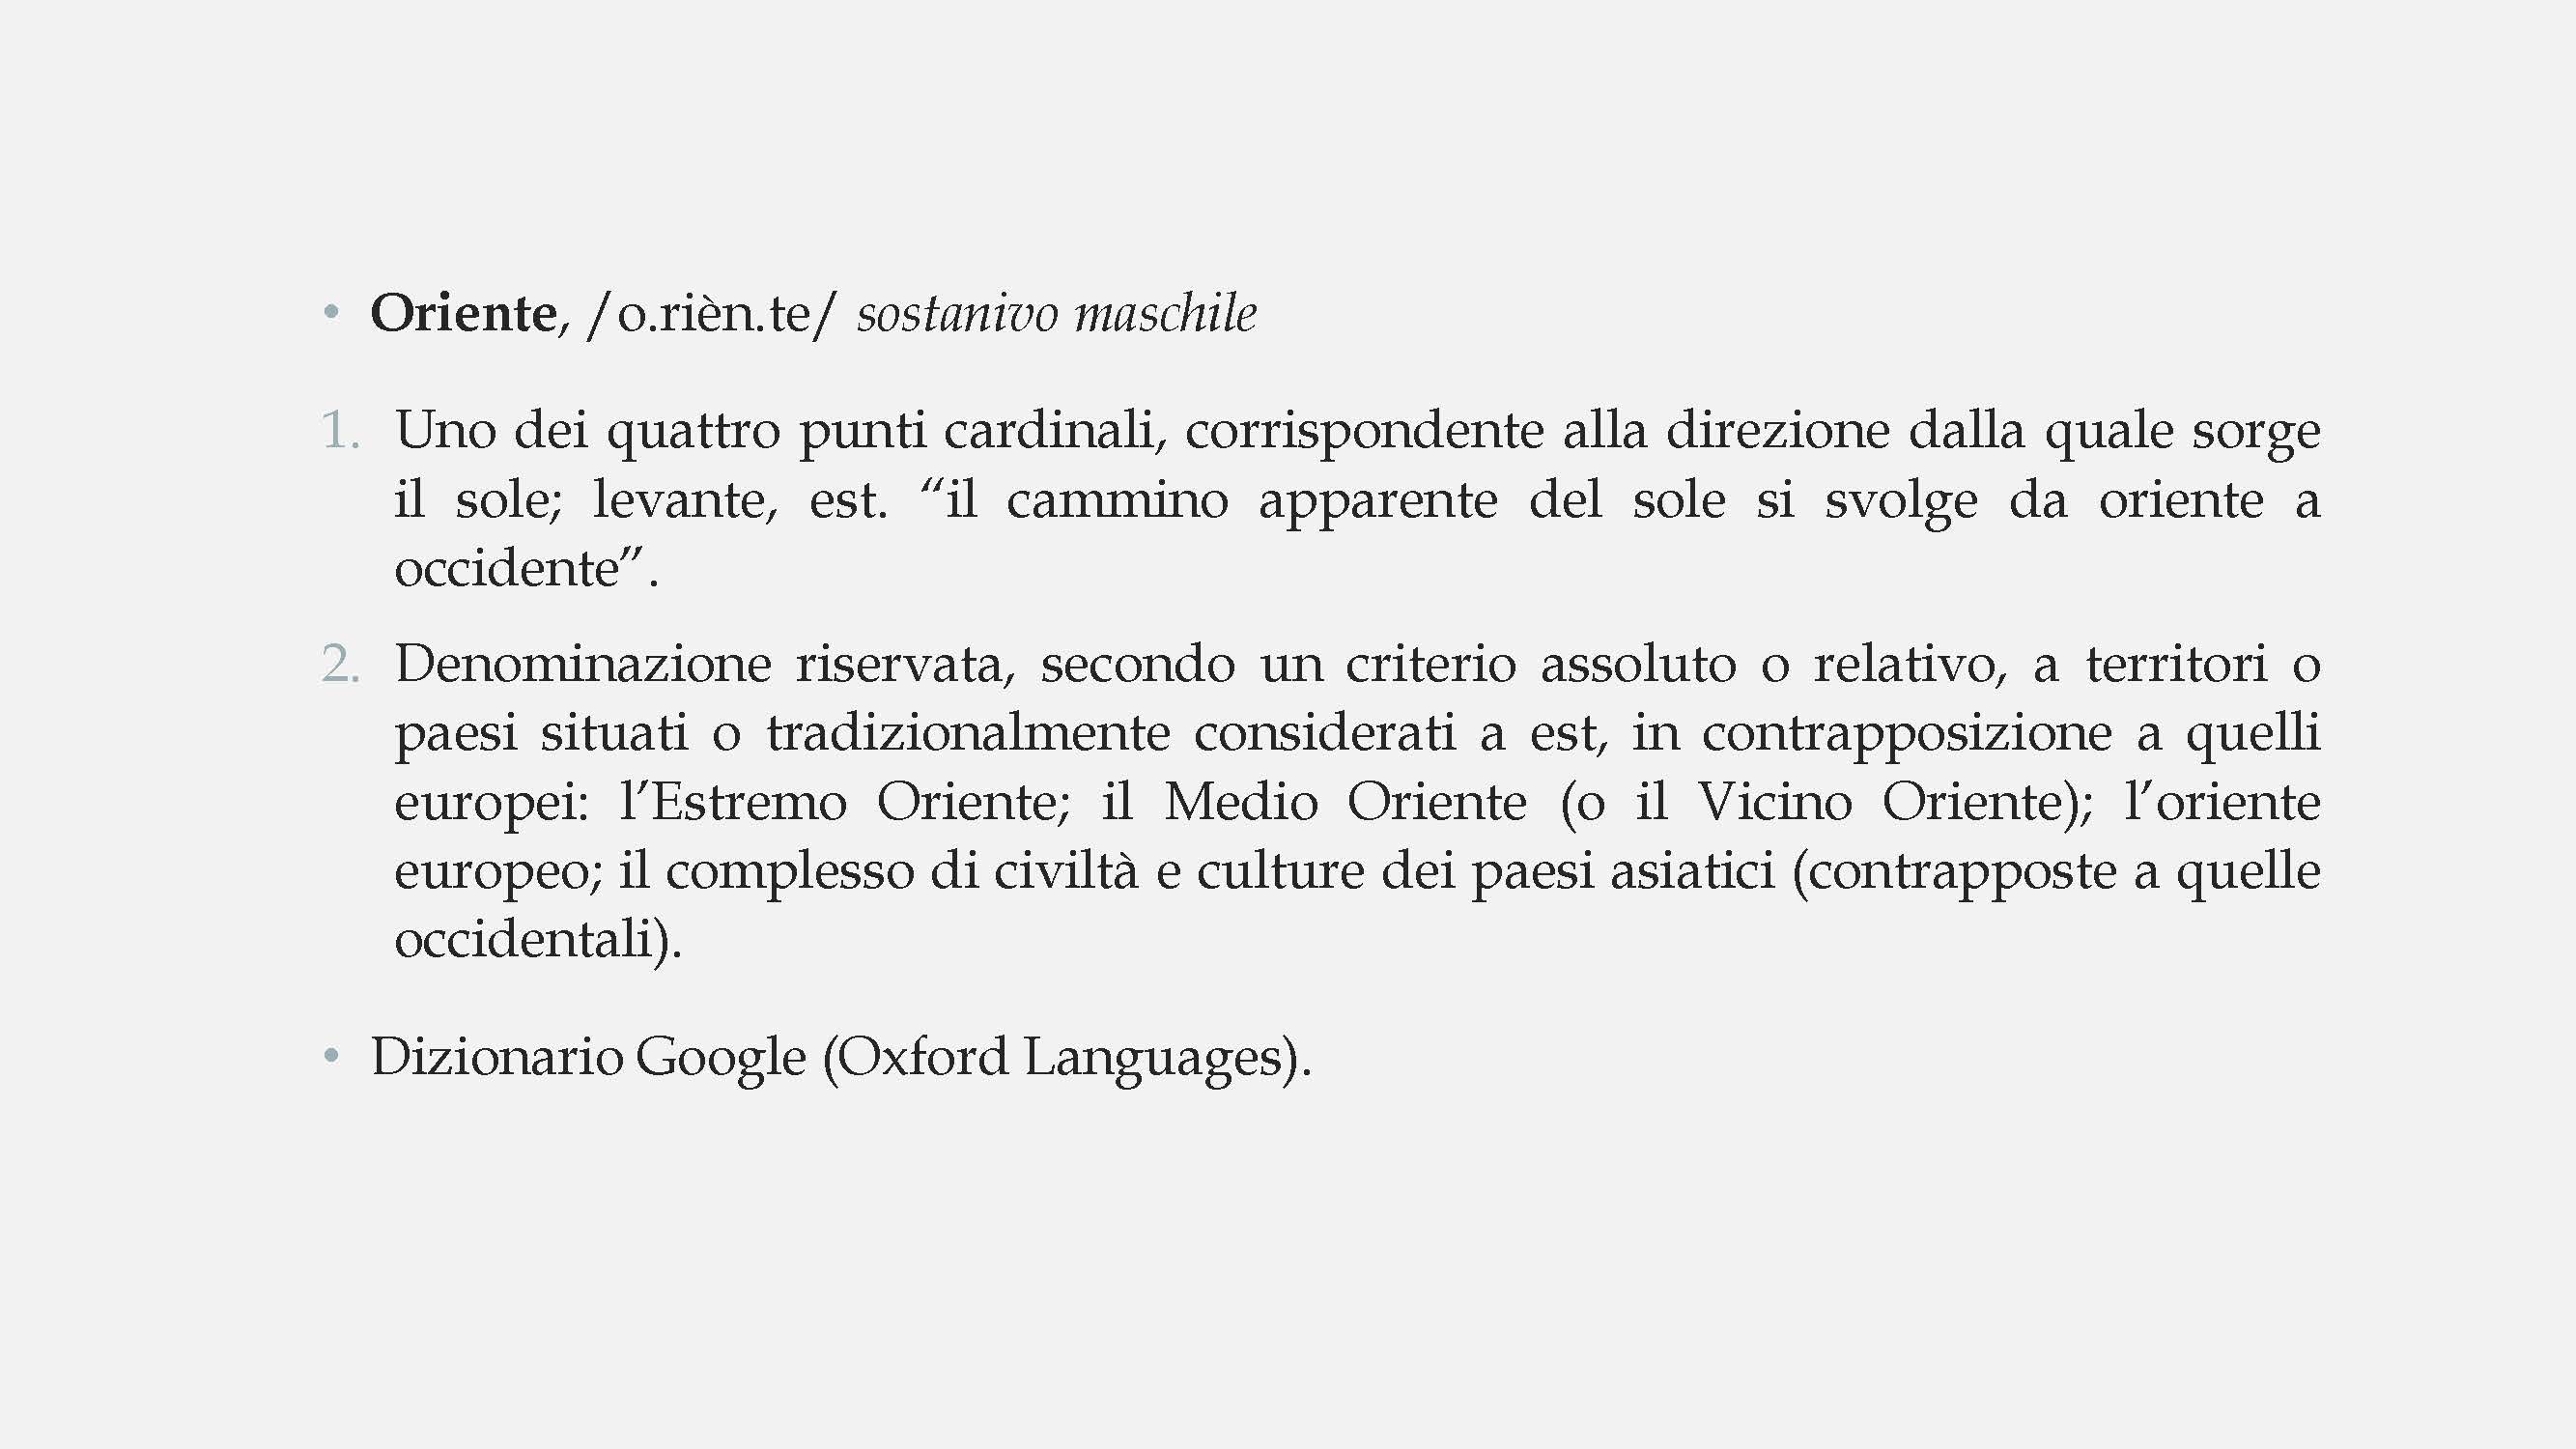 • Oriente, /o.rièn.te/ sostanivo maschile
1. Uno dei quattro punti cardinali, corrispondente alla direzione dalla quale sorge
il sole; levante, est. “il cammino apparente del sole si svolge da oriente a
occidente”.
2. Denominazione riservata, secondo un criterio assoluto o relativo, a territori o
paesi situati o tradizionalmente considerati a est, in contrapposizione a quelli
europei: l’Estremo Oriente; il Medio Oriente (o il Vicino Oriente); l’oriente
europeo; il complesso di civiltà e culture dei paesi asiatici (contrapposte a quelle
occidentali).
• Dizionario Google (Oxford Languages).